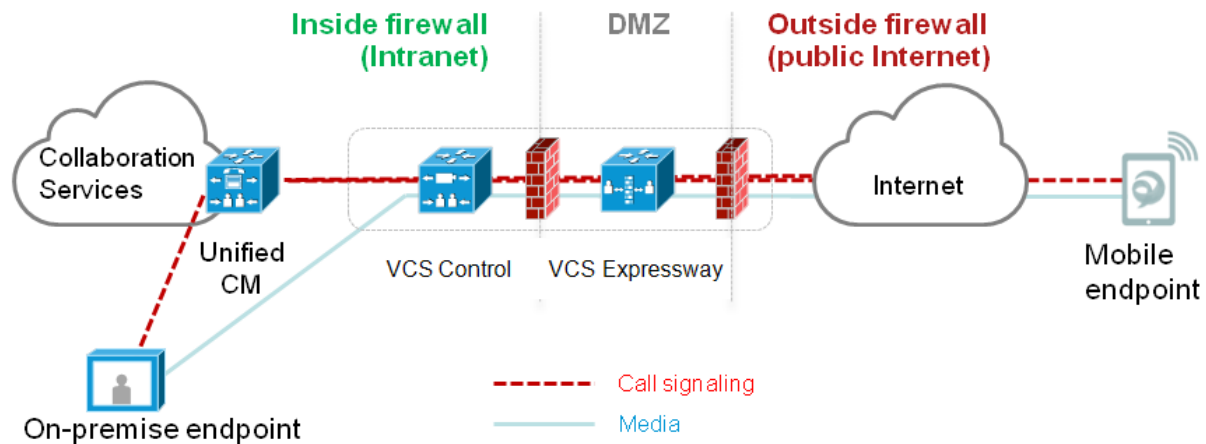 Inside firewall
(Intranet)
DMZ
Outside firewall
(public Internet)
Collaboration
Services
Internet
Unified
CM
VCS Control
VCS Expressway
Mobile
endpoint
On-premise endpoint
Call signaling
Media